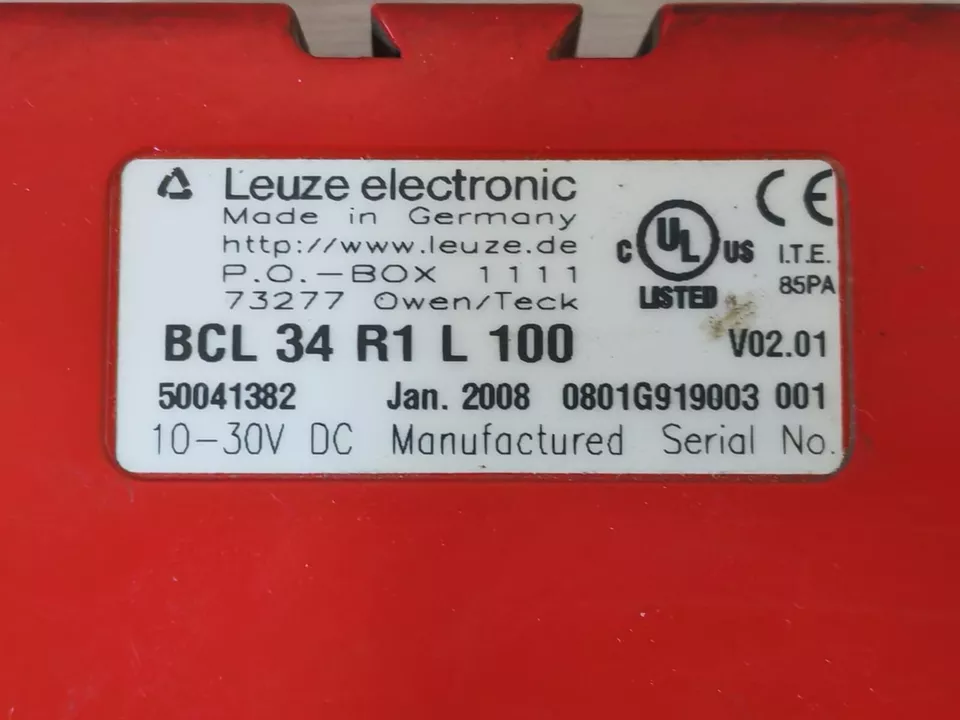 Leuze electronic
Made in Germany
http://www.leuze.de
P.O.-BOX 1111
73277 Owen/Teck
C UL US
LISTED
CE
I.T.E.
85PA
BCL 34 R1 L 100 V02.01
50041382 Jan. 2008 0801G919003 001
10-30V DC Manufactured Serial No.